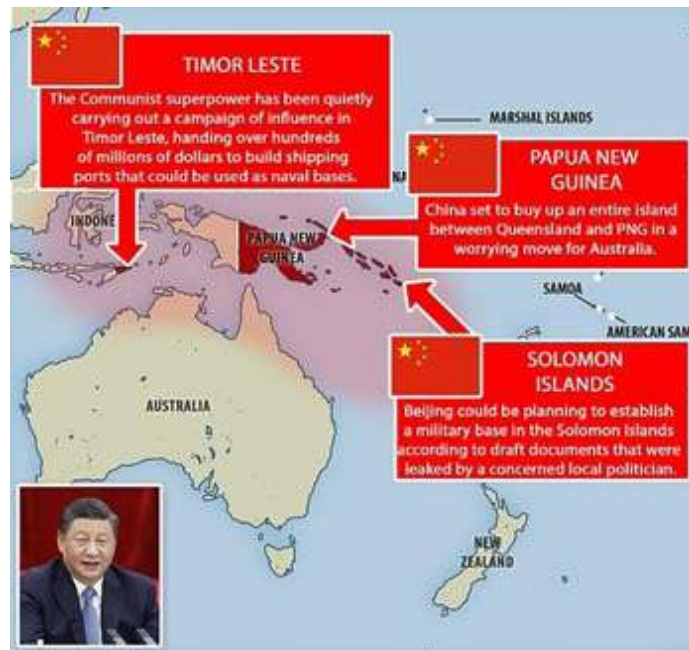 TIMOR LESTE
The Communist superpower has been quietly
carrying out a campaign of influence in
Timor Leste, handing over hundreds
of millions of dollars to build shipping
ports that could be used as naval bases.
MARSHAL ISLANDS
PAPUA NEW
GUINEA
China set to buy up an entire island
between Queensland and PNG in a
worrying move for Australia.
NA
INDONE
PAPUA NEW
GUINEA
SAMOA
AMERICAN SAM
SOLOMON
ISLANDS
Beijing could be planning to establish
a military base in the Solomon Islands
according to draft documents that were
leaked by a concerned local politician.
AUSTRALIA
NEW
ZEALAND